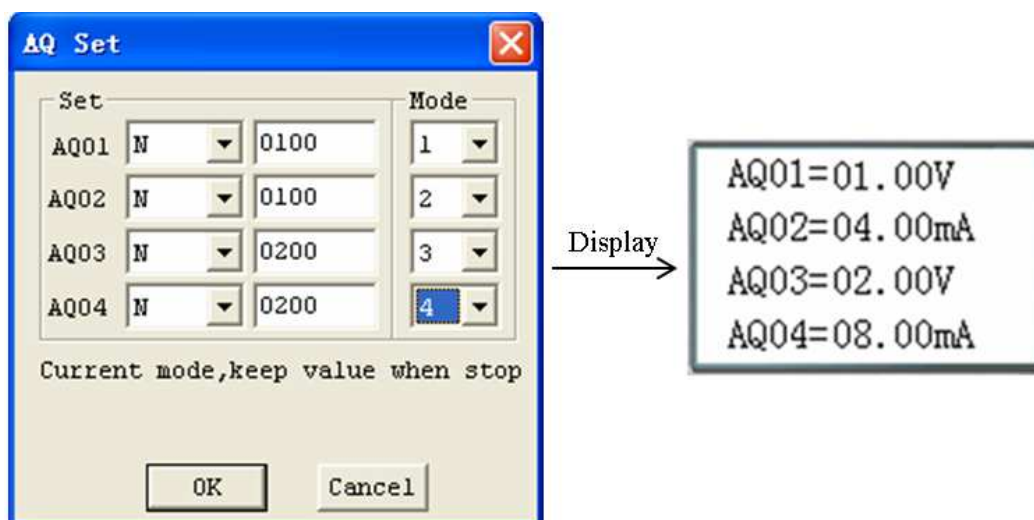 AQ Set
Set Mode
AQ01 N 0100 1
AQ02 N 0100 2
AQ03 N 0200 3
AQ04 N 0200 4
Current mode,keep value when stop
OK Cancel
Display
AQ01=01.00V
AQ02=04.00mA
AQ03=02.00V
AQ04=08.00mA